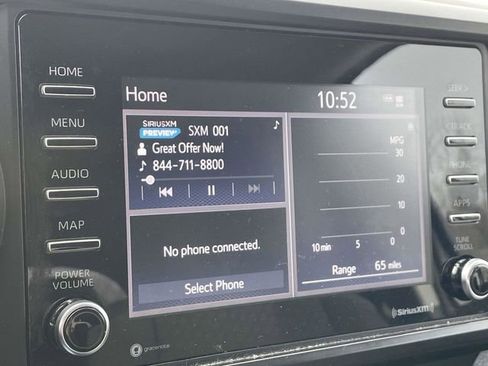 HOME
MENU
AUDIO
MAP
POWER
VOLUME
Home
10:52
SIRIUSXM
PREVIEW
SXM 001
Great Offer Now!
844-711-8800
No phone connected.
Select Phone
MPG
30
20
10
0
10 min 5 0
Range 65 miles
SEEK >
< TRACK
PHONE
APPS
TUNE
SCROLL
gracenote
SiriusXM